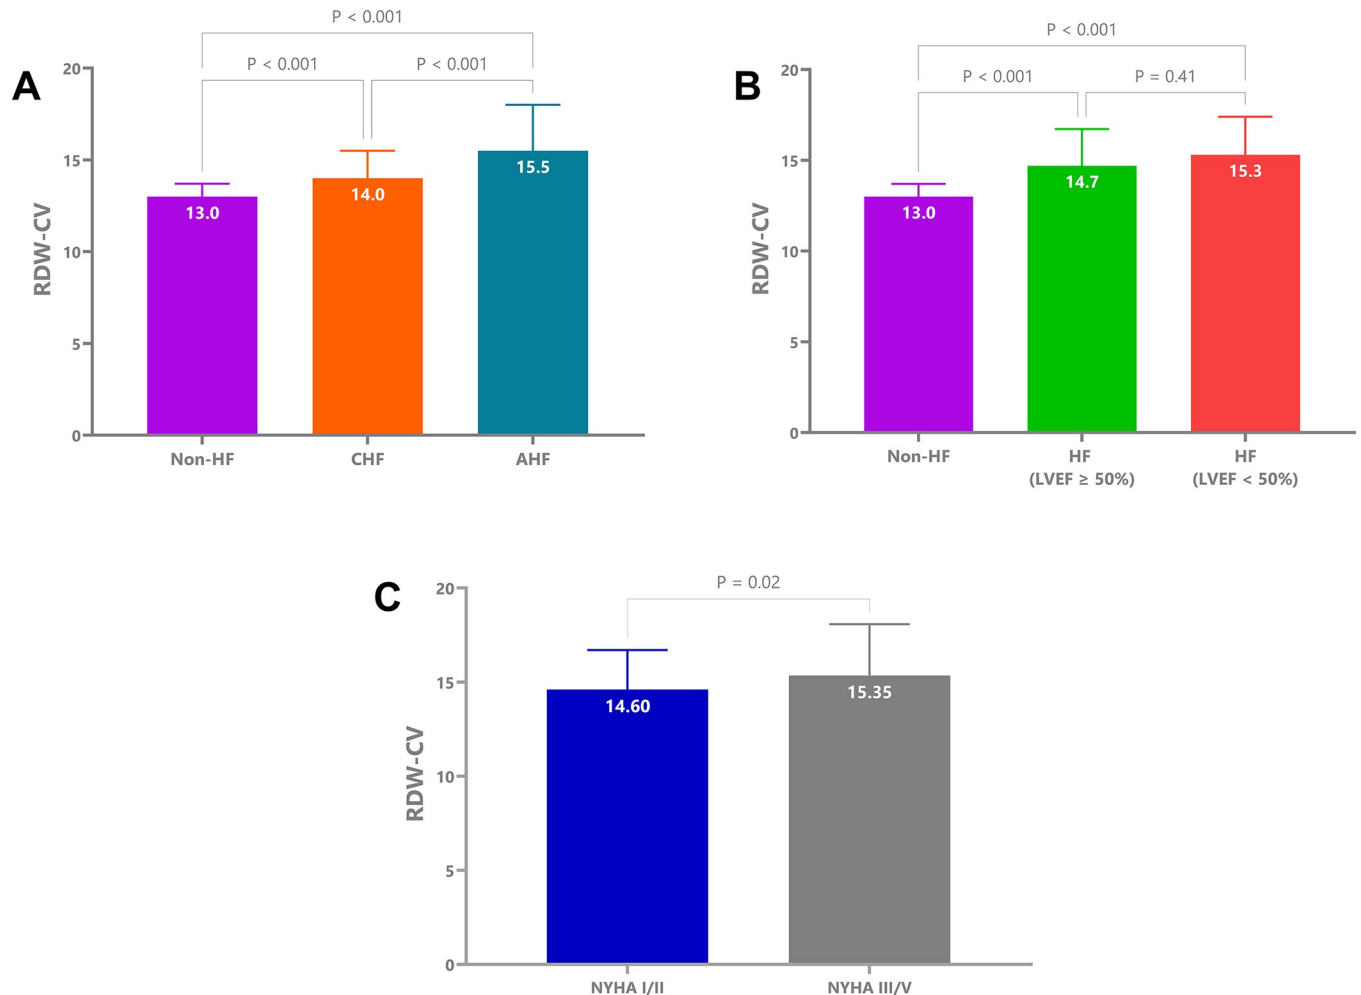 A
P < 0.001
P < 0.001
P < 0.001
20
15
10
5
0
RDW-CV
13.0
14.0
15.5
Non-HF
CHF
AHF
B
P < 0.001
P < 0.001
P = 0.41
20
15
10
5
0
RDW-CV
13.0
14.7
15.3
Non-HF
HF
(LVEF ≥ 50%)
HF
(LVEF < 50%)
C
P = 0.02
20
15
10
5
0
RDW-CV
14.60
15.35
NYHA I/II
NYHA III/V